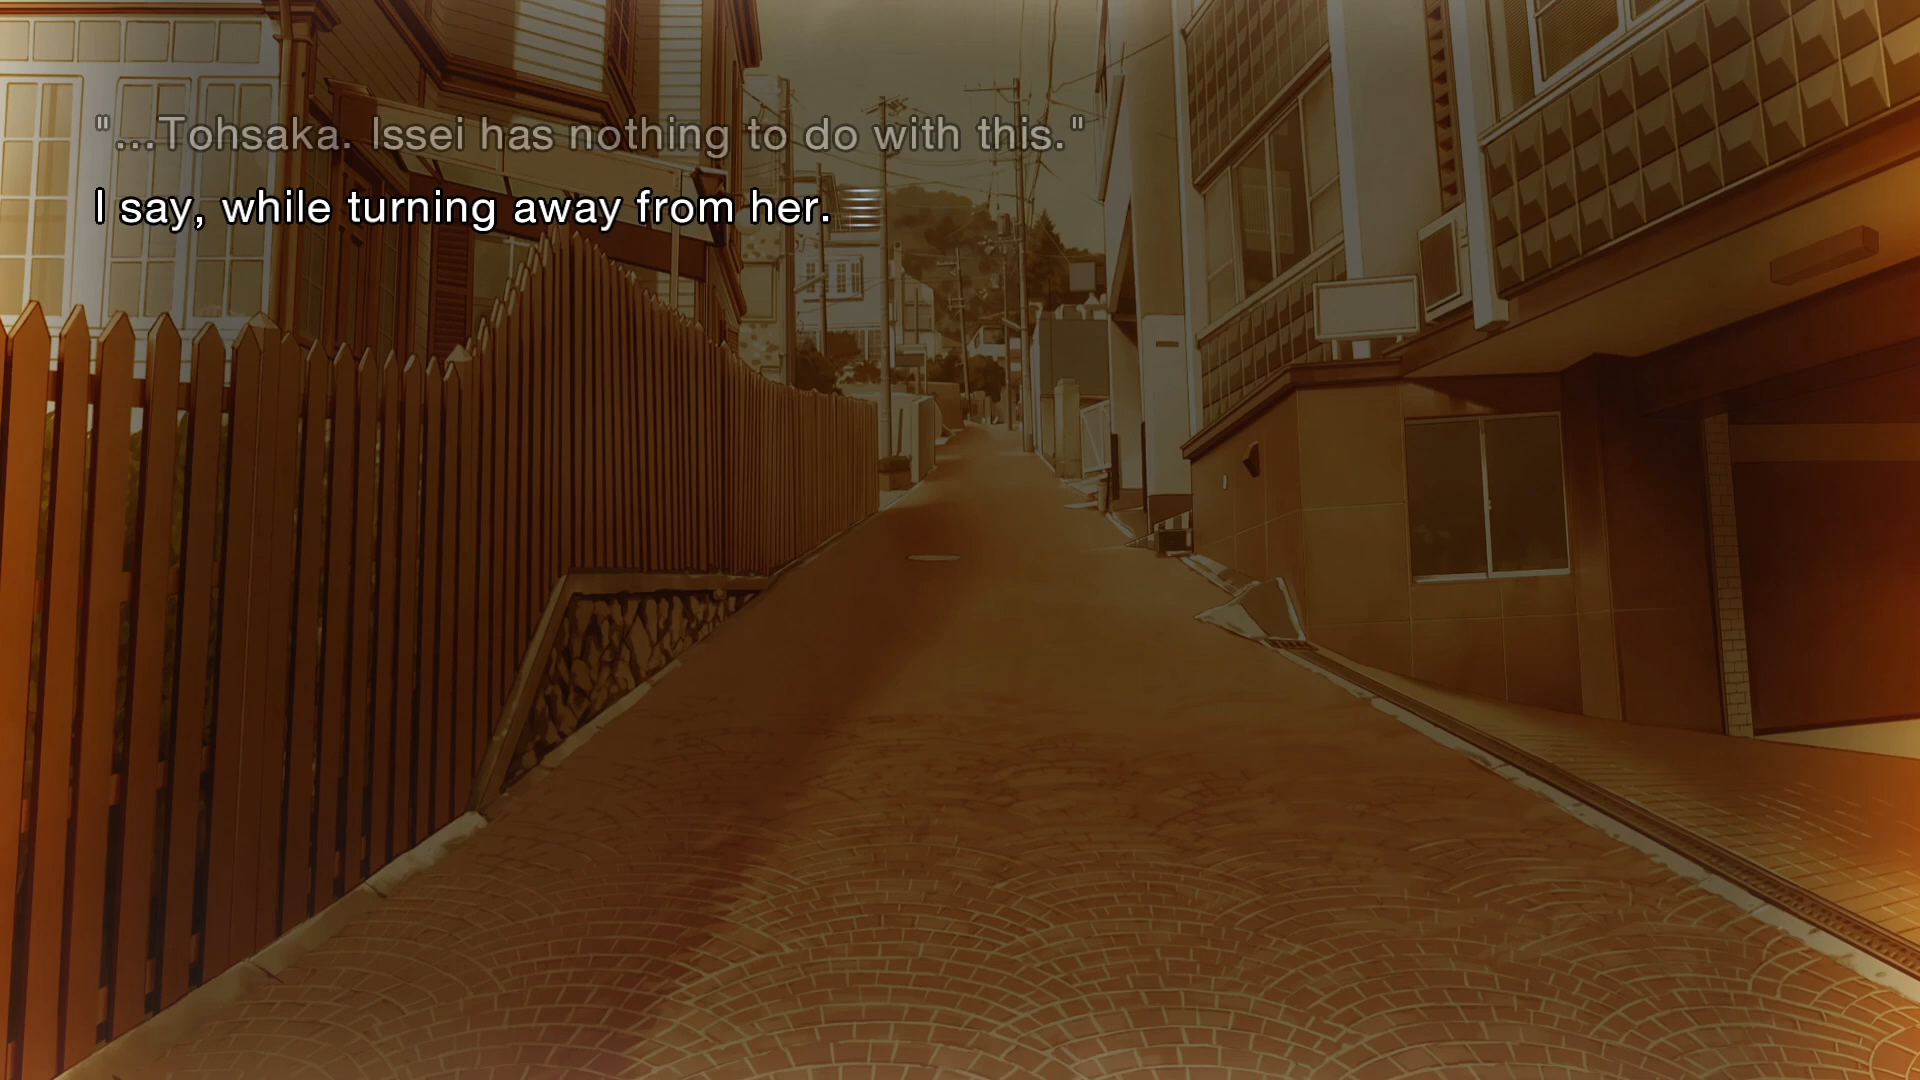 "...Tohsaka. Issei has nothing to do with this."
I say, while turning away from her.